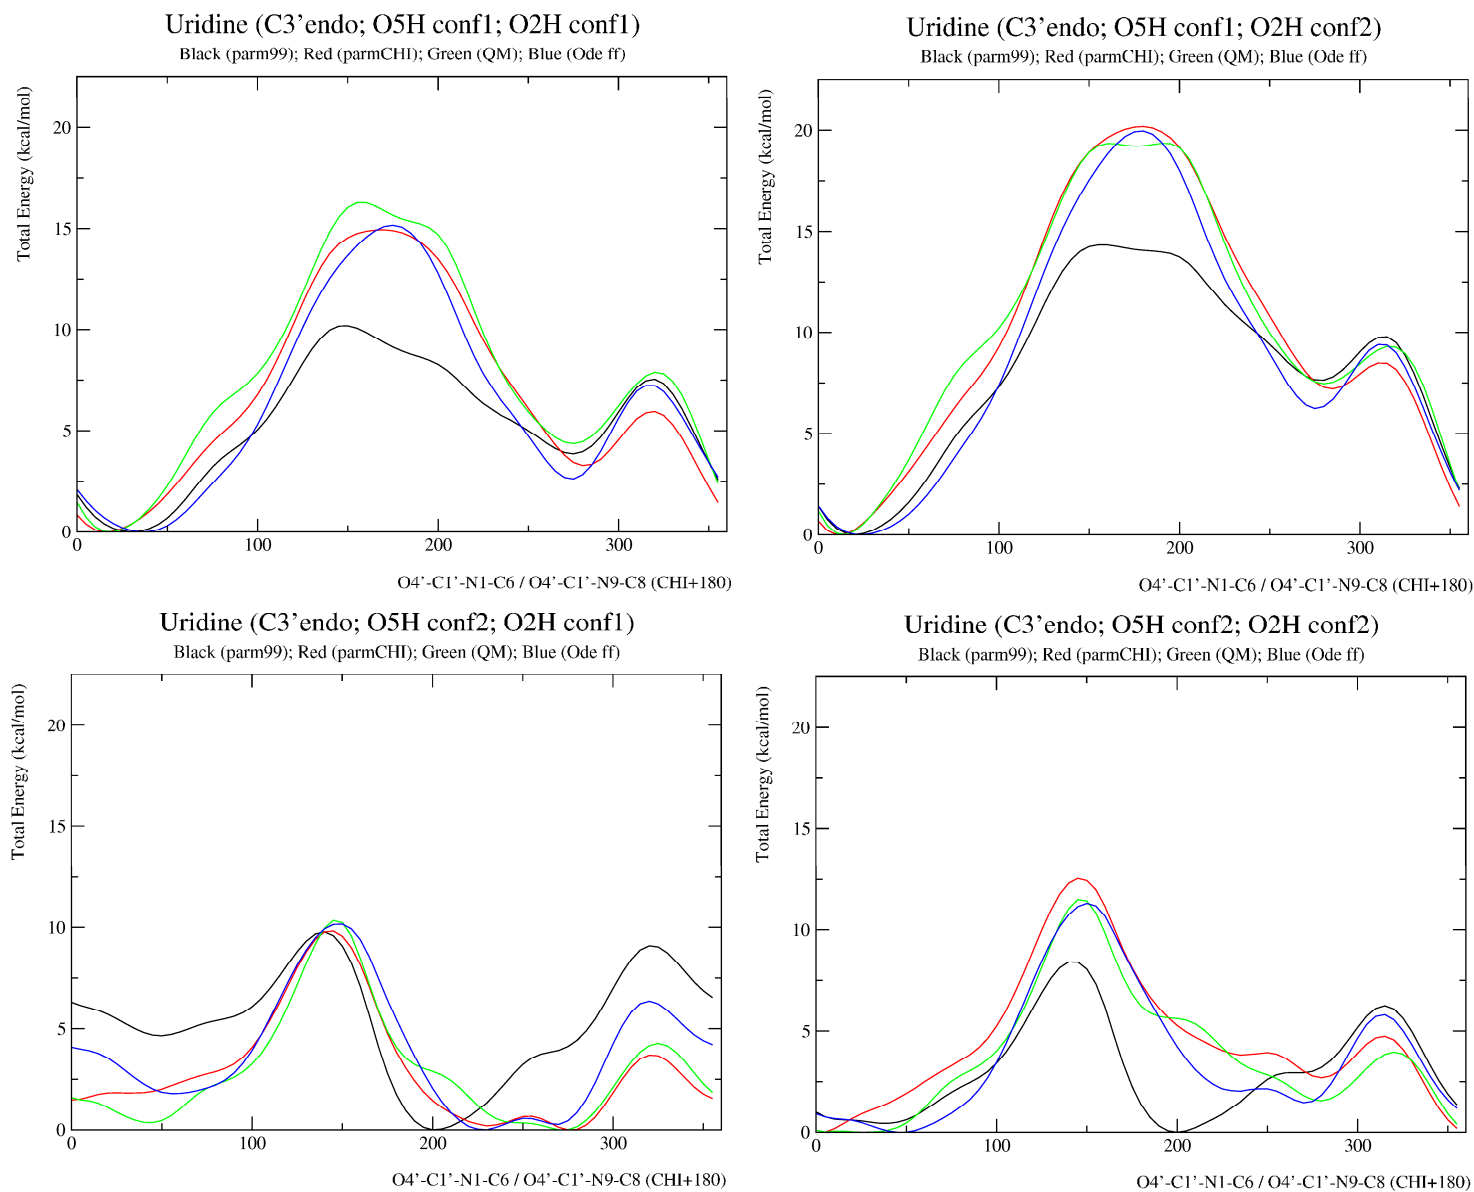 Uridine (C3'endo; O5H conf1; O2H conf1)
Black (parm99); Red (parmCHI); Green (QM); Blue (Ode ff)
Total Energy (kcal/mol)
20
15
10
5
0
0 100 200 300
O4'-C1'-N1-C6 / O4'-C1'-N9-C8 (CHI+180)
Uridine (C3'endo; O5H conf1; O2H conf2)
Black (parm99); Red (parmCHI); Green (QM); Blue (Ode ff)
Total Energy (kcal/mol)
20
15
10
5
0
0 100 200 300
O4'-C1'-N1-C6 / O4'-C1'-N9-C8 (CHI+180)
Uridine (C3'endo; O5H conf2; O2H conf1)
Black (parm99); Red (parmCHI); Green (QM); Blue (Ode ff)
Total Energy (kcal/mol)
20
15
10
5
0
0 100 200 300
O4'-C1'-N1-C6 / O4'-C1'-N9-C8 (CHI+180)
Uridine (C3'endo; O5H conf2; O2H conf2)
Black (parm99); Red (parmCHI); Green (QM); Blue (Ode ff)
Total Energy (kcal/mol)
20
15
10
5
0
0 100 200 300
O4'-C1'-N1-C6 / O4'-C1'-N9-C8 (CHI+180)